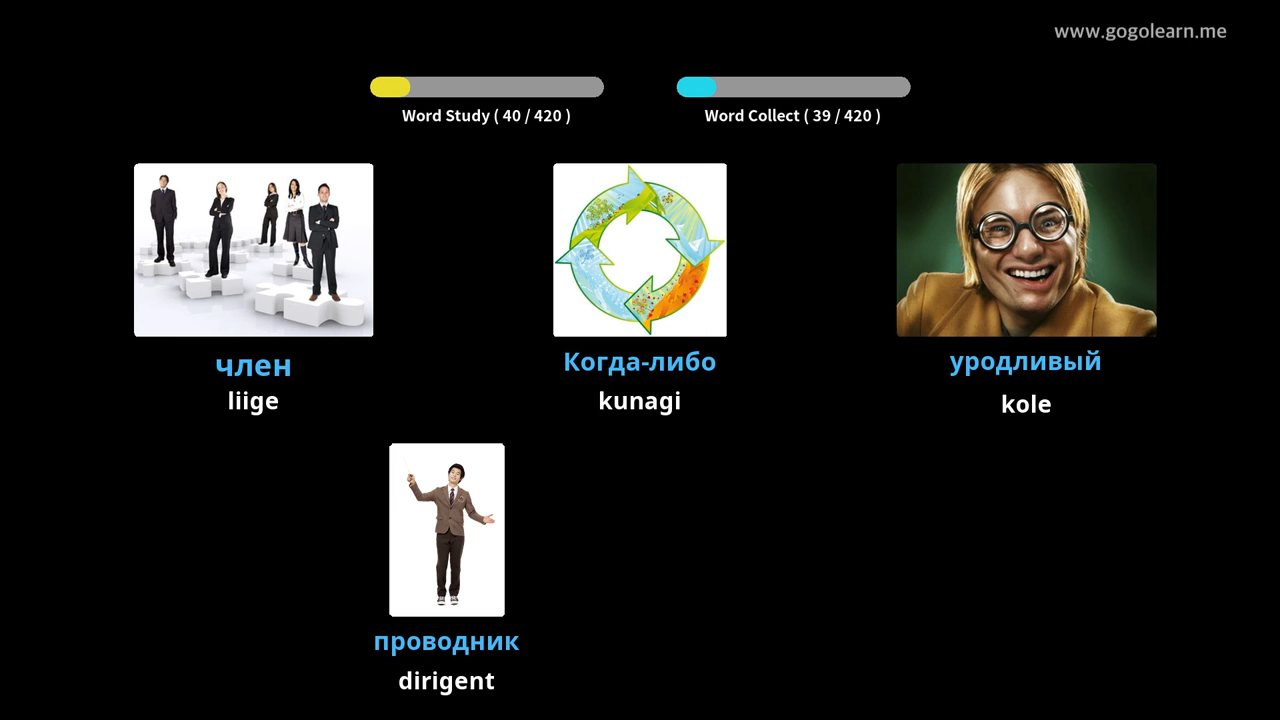 www.gogolearn.me
Word Study ( 40 / 420 )
Word Collect ( 39 / 420 )
член
liige
Когда-либо
kunagi
уродливый
kole
проводник
dirigent